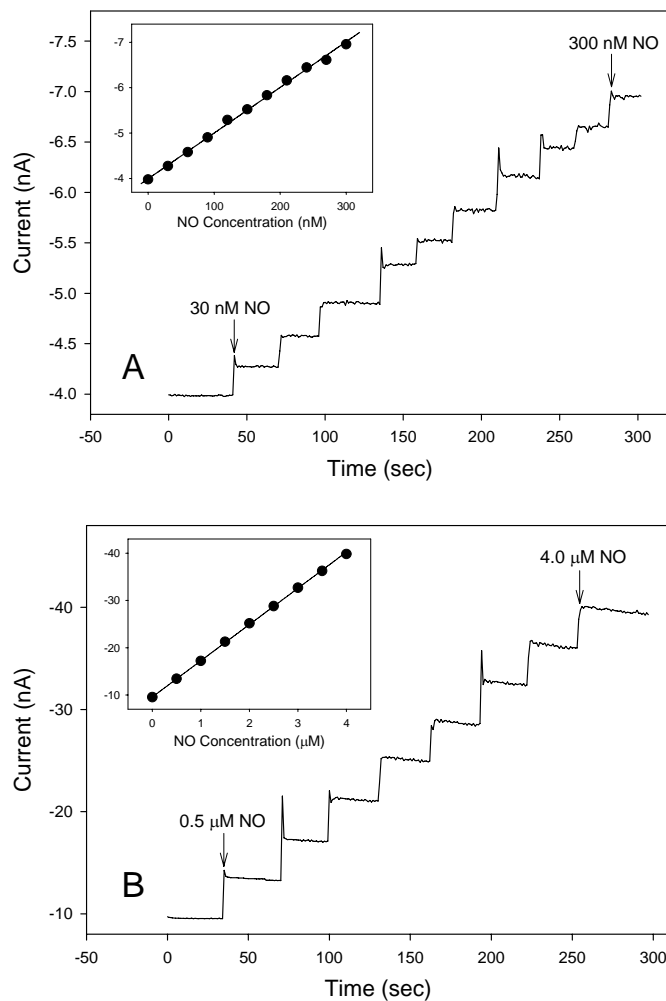 -7.5
-7.0
-6.5
-6.0
-5.5
-5.0
-4.5
-4.0
Current (nA)
-7
-6
-5
-4
0 100 200 300
NO Concentration (nM)
300 nM NO
30 nM NO
A
-50 0 50 100 150 200 250 300
Time (sec)
-40
-30
-20
-10
Current (nA)
-40
-30
-20
-10
0 1 2 3 4
NO Concentration (μM)
4.0 μM NO
0.5 μM NO
B
-50 0 50 100 150 200 250 300
Time (sec)